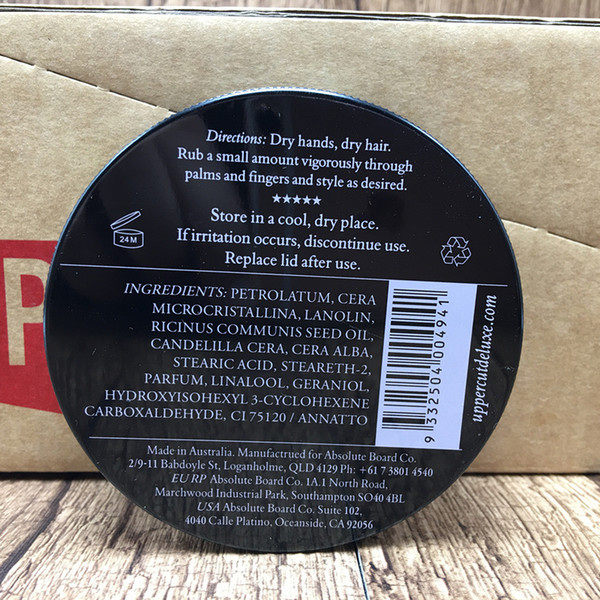 Directions: Dry hands, dry hair.
Rub a small amount vigorously through
palms and fingers and style as desired.
★★★★★
Store in a cool, dry place.
If irritation occurs, discontinue use.
Replace lid after use.
24 M
INGREDIENTS: PETROLATUM, CERA
MICROCRISTALLINA, LANOLIN,
RICINUS COMMUNIS SEED OIL,
CANDELILLA CERA, CERA ALBA,
STEARIC ACID, STEARETH-2,
PARFUM, LINALOOL, GERANIOL,
HYDROXYISOHEXYL 3-CYCLOHEXENE
CARBOXALDEHYDE, CI 75120 / ANNATTO
9 332504 004941
uppercutdeluxe.com
Made in Australia. Manufactrued for Absolute Board Co.
2/9-11 Babdoyle St, Loganholme, QLD 4129 Ph: +61 7 3801 4540
EU RP Absolute Board Co. 1A.1 North Road,
Marchwood Industrial Park, Southampton SO40 4BL
USA Absolute Board Co. Suite 102,
4040 Calle Platino, Oceanside, CA 92056
P